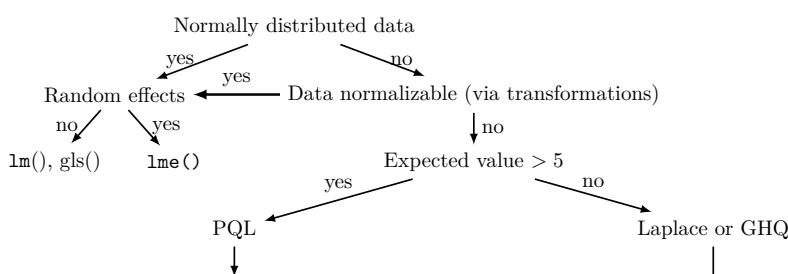 Normally distributed data
yes
no
Random effects
yes
Data normalizable (via transformations)
no
yes
no
lm(), gls()
lme()
Expected value > 5
yes
no
PQL
Laplace or GHQ